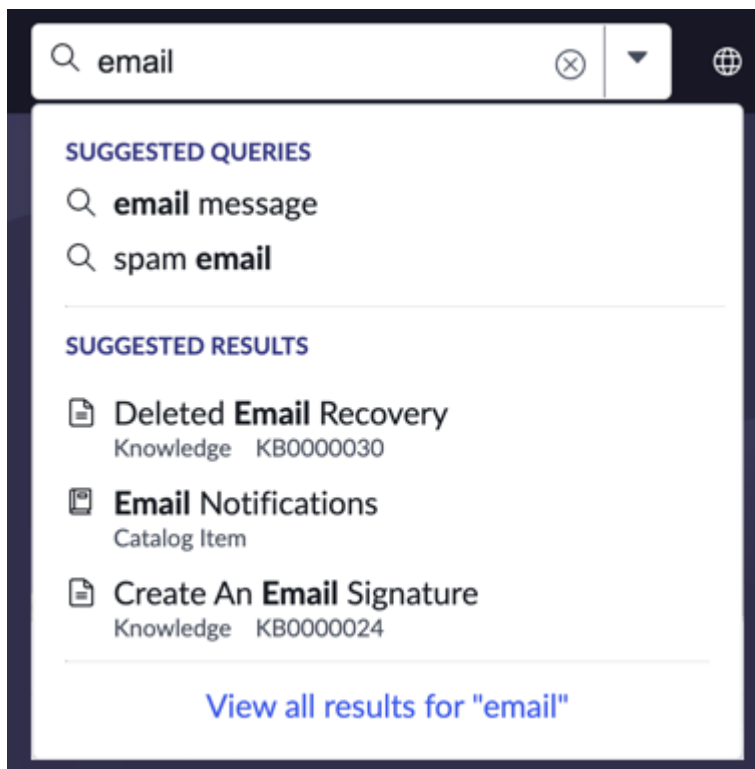 email
SUGGESTED QUERIES
email message
spam email
SUGGESTED RESULTS
Deleted Email Recovery
Knowledge KB0000030
Email Notifications
Catalog Item
Create An Email Signature
Knowledge KB0000024
View all results for "email"